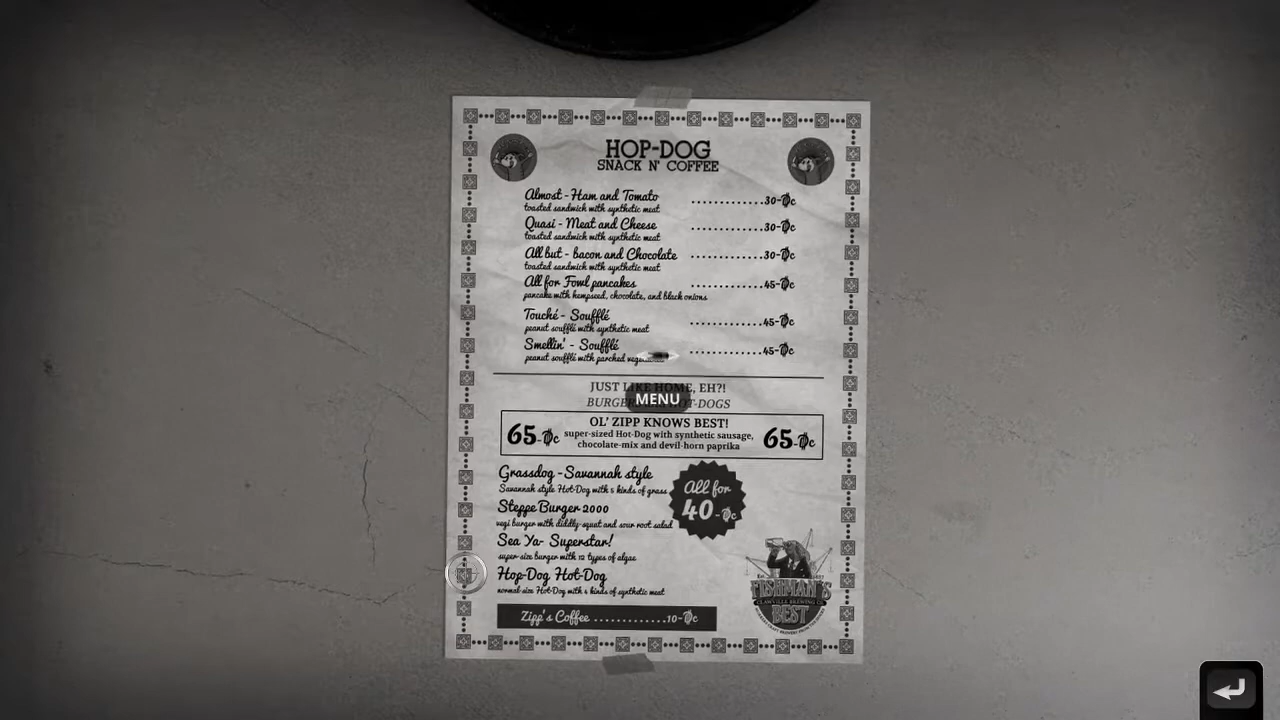 HOP-DOG
SNACK N' COFFEE
Almost - Ham and Tomato ............30-₵c
toasted sandwich with synthetic meat
Quasi - Meat and Cheese ............30-₵c
toasted sandwich with synthetic meat
All but - bacon and Chocolate ............30-₵c
toasted sandwich with synthetic meat
All for Fowl pancakes ............45-₵c
pancake with hempseed, chocolate, and black onions
Touché - Soufflé ............45-₵c
peanut soufflé with synthetic meat
Smellin' - Soufflé ............45-₵c
peanut soufflé with parched
JUST LIKE HOME, EH?!
MENU
OL' ZIPP KNOWS BEST!
65-₵c super-sized Hot-Dog with synthetic sausage, 65-₵c
chocolate-mix and devil-horn paprika
Grassdog - Savannah style
Savannah style Hot-Dog with 5 kinds of grass
All for
40-₵c
Steppe Burger 2000
vegi burger with diddly-squat and sour root salad
Sea Ya- Superstar!
super size burger with 12 types of algae
Hop-Dog Hot-Dog
normal size Hot-Dog with 4 kinds of synthetic meat
FISHMAN'S
CLAWVILLE BREWING CO.
BEST
Zipp's Coffee .............10-₵c